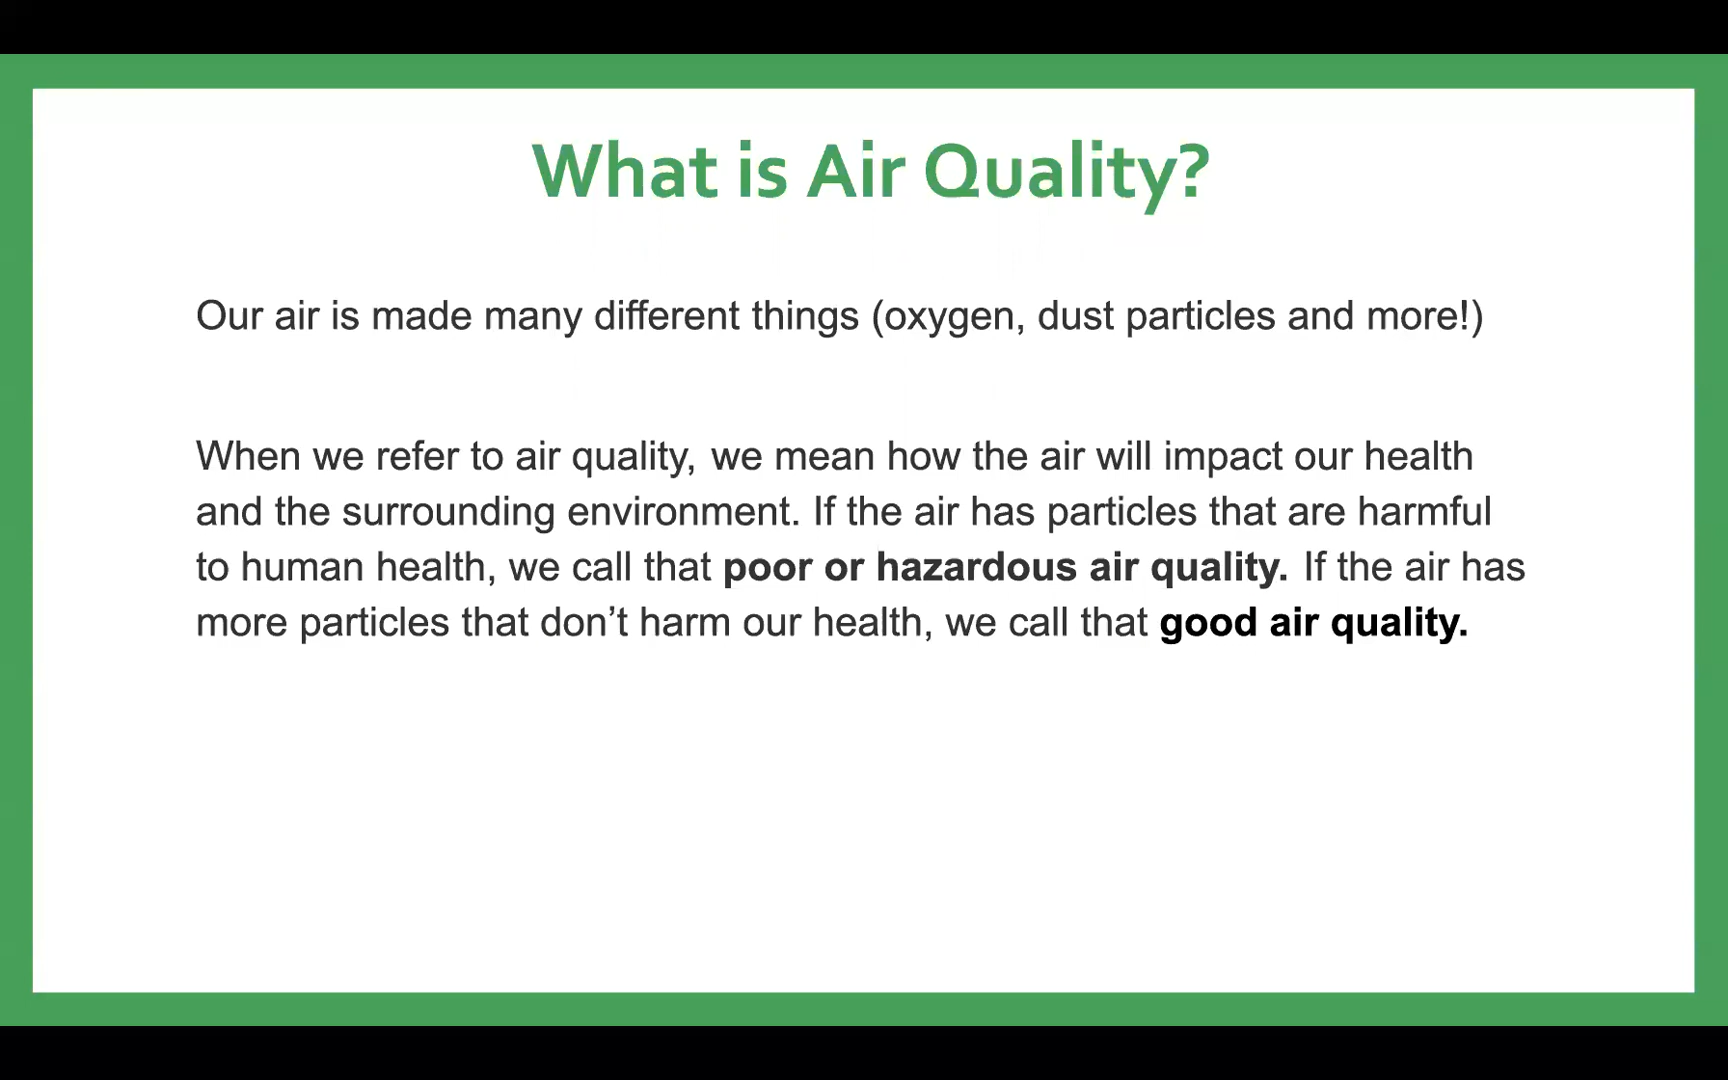 What is Air Quality?
Our air is made many different things (oxygen, dust particles and more!)
When we refer to air quality, we mean how the air will impact our health
and the surrounding environment. If the air has particles that are harmful
to human health, we call that poor or hazardous air quality. If the air has
more particles that don’t harm our health, we call that good air quality.